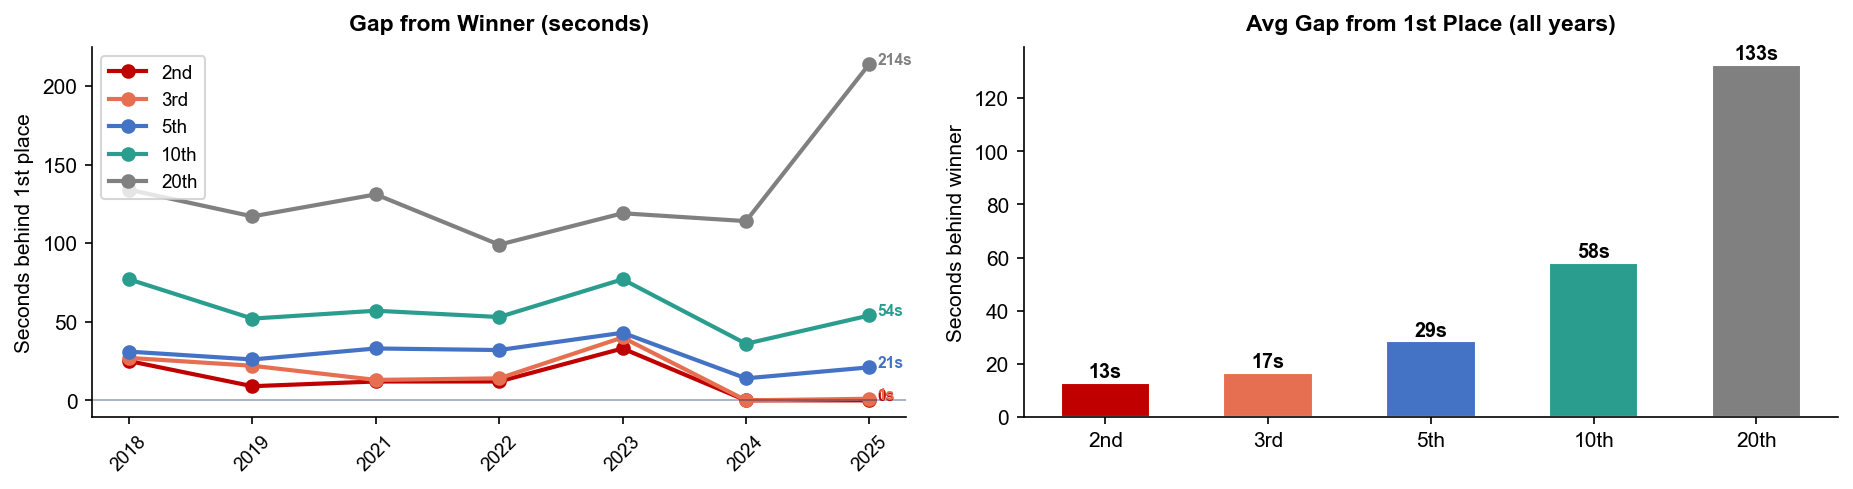 Gap from Winner (seconds)
Seconds behind 1st place
200
150
100
50
0
2nd
3rd
5th
10th
20th
214s
54s
21s
2018
2019
2021
2022
2023
2024
2025
Avg Gap from 1st Place (all years)
Seconds behind winner
120
100
80
60
40
20
0
13s
17s
29s
58s
133s
2nd
3rd
5th
10th
20th